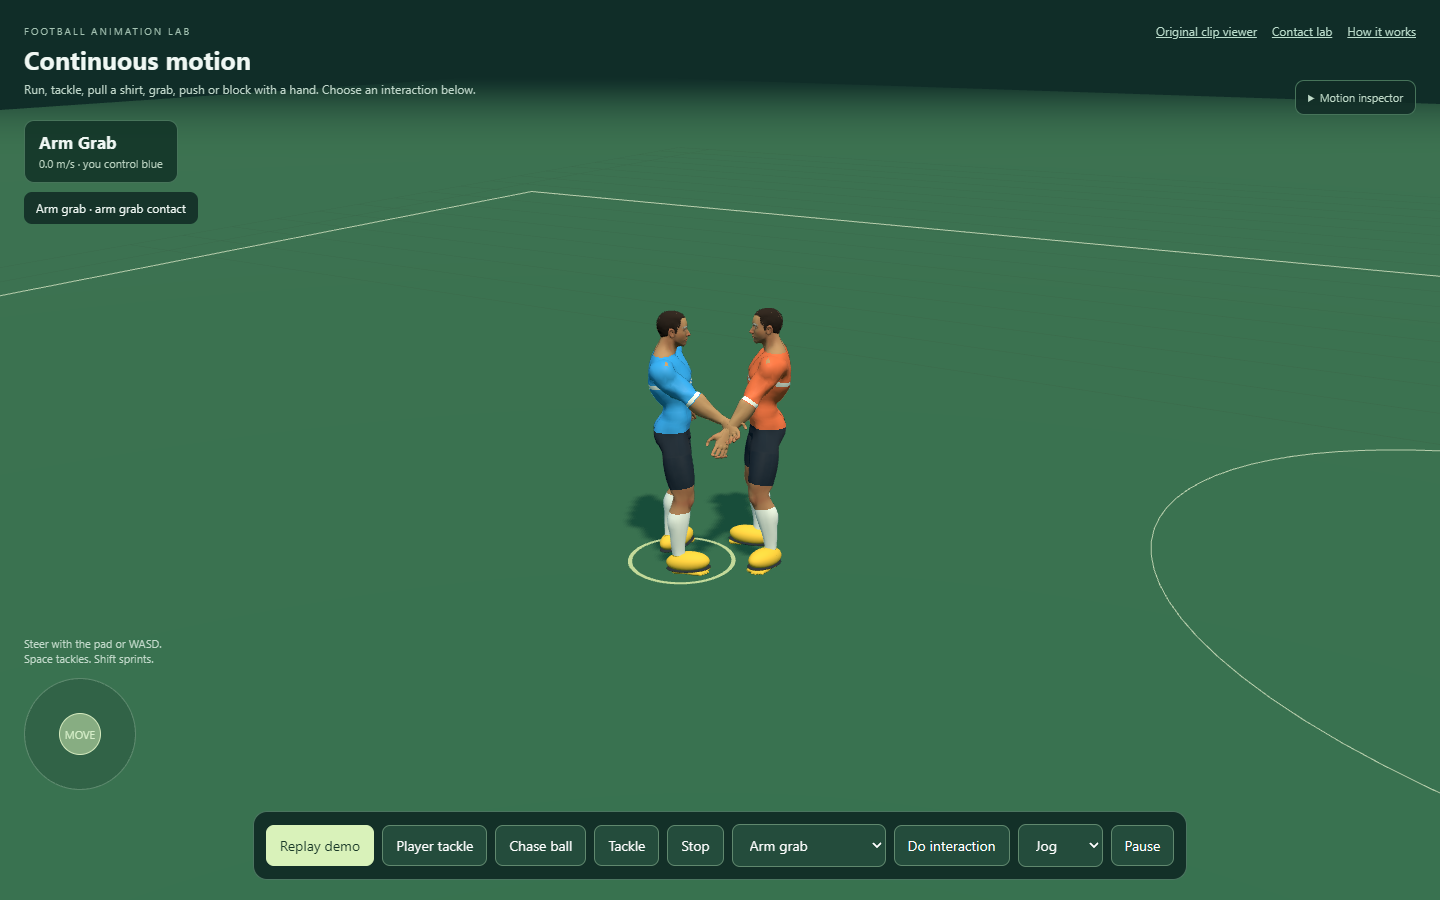 FOOTBALL ANIMATION LAB
Continuous motion
Run, tackle, pull a shirt, grab, push or block with a hand. Choose an interaction below.
Original clip viewer
Contact lab
How it works
Motion inspector
Arm Grab
0.0 m/s · you control blue
Arm grab · arm grab contact
Steer with the pad or WASD.
Space tackles. Shift sprints.
MOVE
Replay demo
Player tackle
Chase ball
Tackle
Stop
Arm grab
Do interaction
Jog
Pause